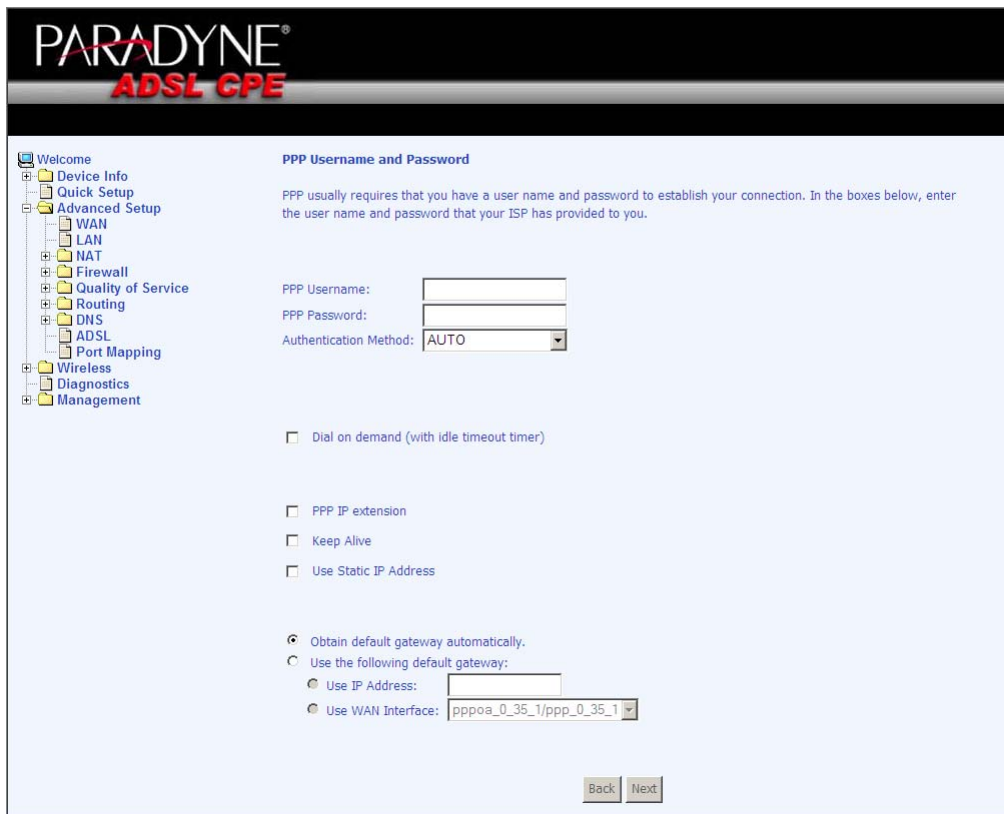 PARADYNE®
ADSL CPE
Welcome
Device Info
Quick Setup
Advanced Setup
WAN
LAN
NAT
Firewall
Quality of Service
Routing
DNS
ADSL
Port Mapping
Wireless
Diagnostics
Management
PPP Username and Password
PPP usually requires that you have a user name and password to establish your connection. In the boxes below, enter
the user name and password that your ISP has provided to you.
PPP Username:
PPP Password:
Authentication Method: AUTO
Dial on demand (with idle timeout timer)
PPP IP extension
Keep Alive
Use Static IP Address
Obtain default gateway automatically.
Use the following default gateway:
Use IP Address:
Use WAN Interface: pppoa_0_35_1/ppp_0_35_1
Back Next